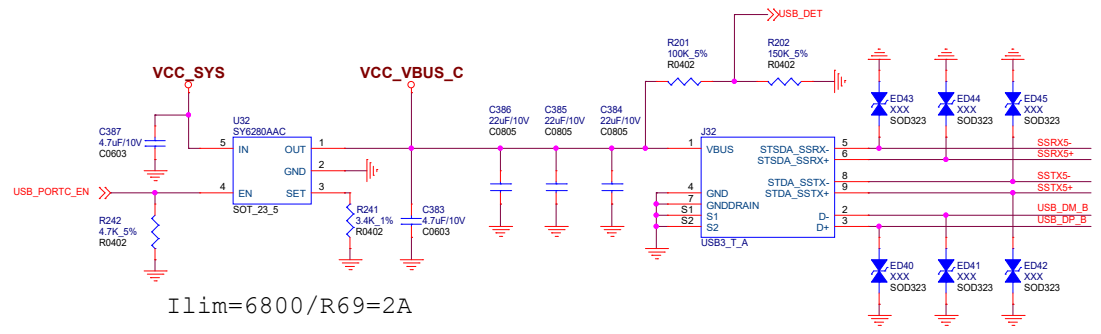 USB_DET
R201
100K_5%
R0402
R202
150K_5%
R0402
VCC_SYS
VCC_VBUS_C
C387
4.7uF/10V
C0603
U32
SY6280AAC
5 IN OUT 1
GND 2
4 EN SET 3
SOT_23_5
USB_PORTC_EN
R242
4.7K_5%
R0402
R241
3.4K_1%
R0402
C383
4.7uF/10V
C0603
C386
22uF/10V
C0805
C385
22uF/10V
C0805
C384
22uF/10V
C0805
J32
1 VBUS
4 GND
7 GNDDRAIN
S1 S1
S2 S2
STSDA_SSRX- 5
STSDA_SSRX+ 6
STDA_SSTX- 8
STDA_SSTX+ 9
D- 2
D+ 3
USB3_T_A
ED43
XXX
SOD323
ED44
XXX
SOD323
ED45
XXX
SOD323
SSRX5-
SSRX5+
SSTX5-
SSTX5+
USB_DM_B
USB_DP_B
ED40
XXX
SOD323
ED41
XXX
SOD323
ED42
XXX
SOD323
Ilim=6800/R69=2A